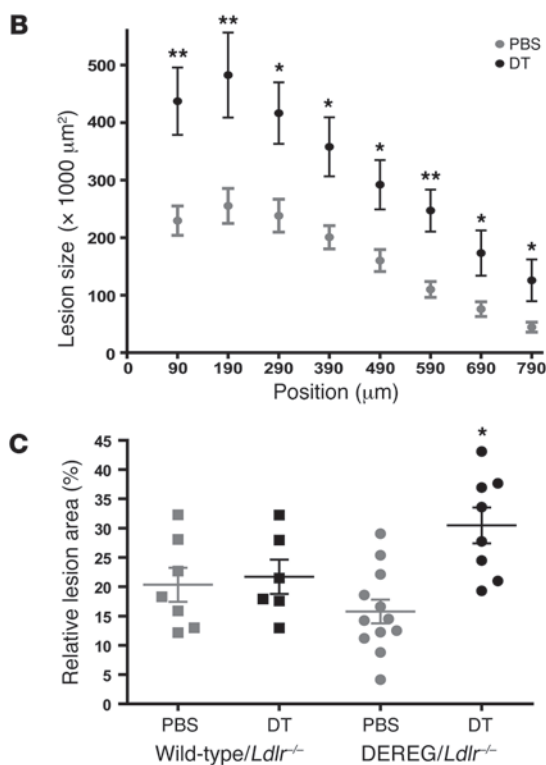 B
PBS
DT
Lesion size (× 1000 μm²)
500
400
300
200
100
0
** ** * * * ** * *
0 90 190 290 390 490 590 690 790
Position (μm)
C
Relative lesion area (%)
45
40
35
30
25
20
15
10
5
0
*
PBS DT PBS DT
Wild-type/Ldlr⁻/⁻ DEREG/Ldlr⁻/⁻